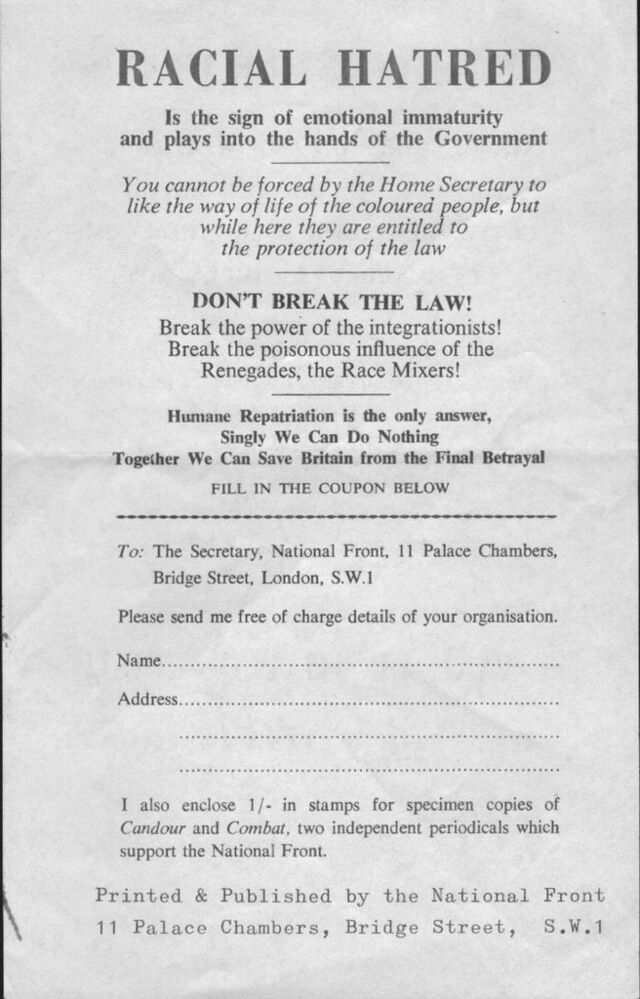 RACIAL HATRED
Is the sign of emotional immaturity
and plays into the hands of the Government
You cannot be forced by the Home Secretary to
like the way of life of the coloured people, but
while here they are entitled to
the protection of the law
DON'T BREAK THE LAW!
Break the power of the integrationists!
Break the poisonous influence of the
Renegades, the Race Mixers!
Humane Repatriation is the only answer,
Singly We Can Do Nothing
Together We Can Save Britain from the Final Betrayal
FILL IN THE COUPON BELOW
To: The Secretary, National Front, 11 Palace Chambers,
Bridge Street, London, S.W.1
Please send me free of charge details of your organisation.
Name................................................................
Address.............................................................
................................................................
................................................................
I also enclose 1/- in stamps for specimen copies of
Candour and Combat, two independent periodicals which
support the National Front.
Printed & Published by the National Front
11 Palace Chambers, Bridge Street, S.W.1